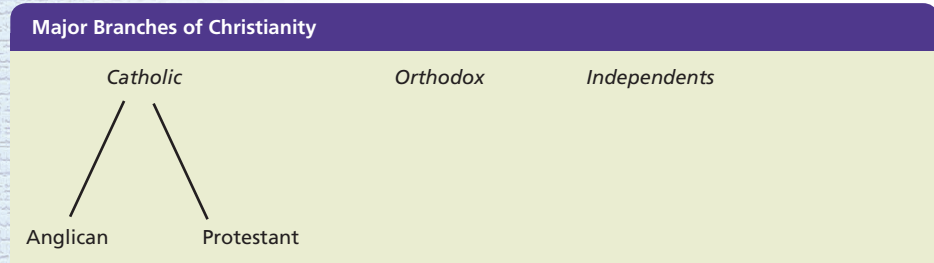 Major Branches of Christianity
Catholic Orthodox Independents
Anglican Protestant